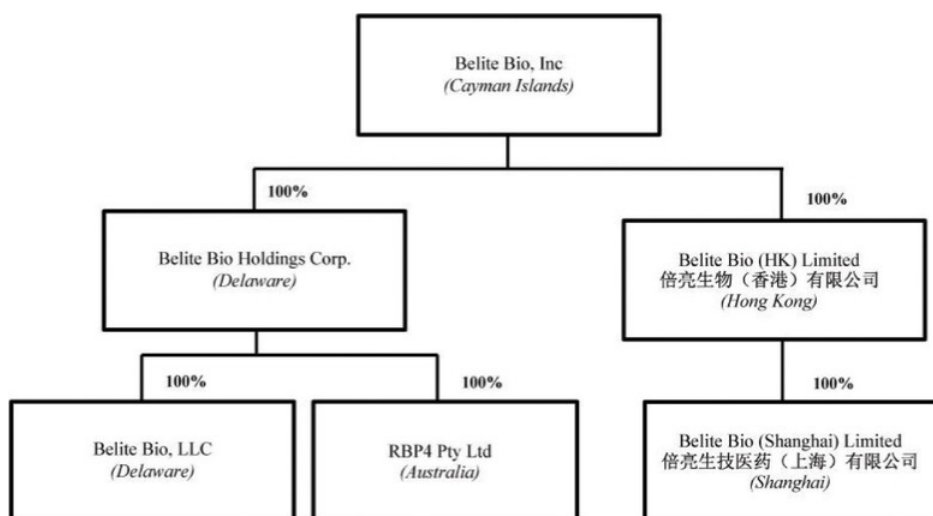 Belite Bio, Inc
(Cayman Islands)
100%
100%
Belite Bio Holdings Corp.
(Delaware)
Belite Bio (HK) Limited
倍亮生物（香港）有限公司
(Hong Kong)
100%
100%
100%
Belite Bio, LLC
(Delaware)
RBP4 Pty Ltd
(Australia)
Belite Bio (Shanghai) Limited
倍亮生技医药（上海）有限公司
(Shanghai)